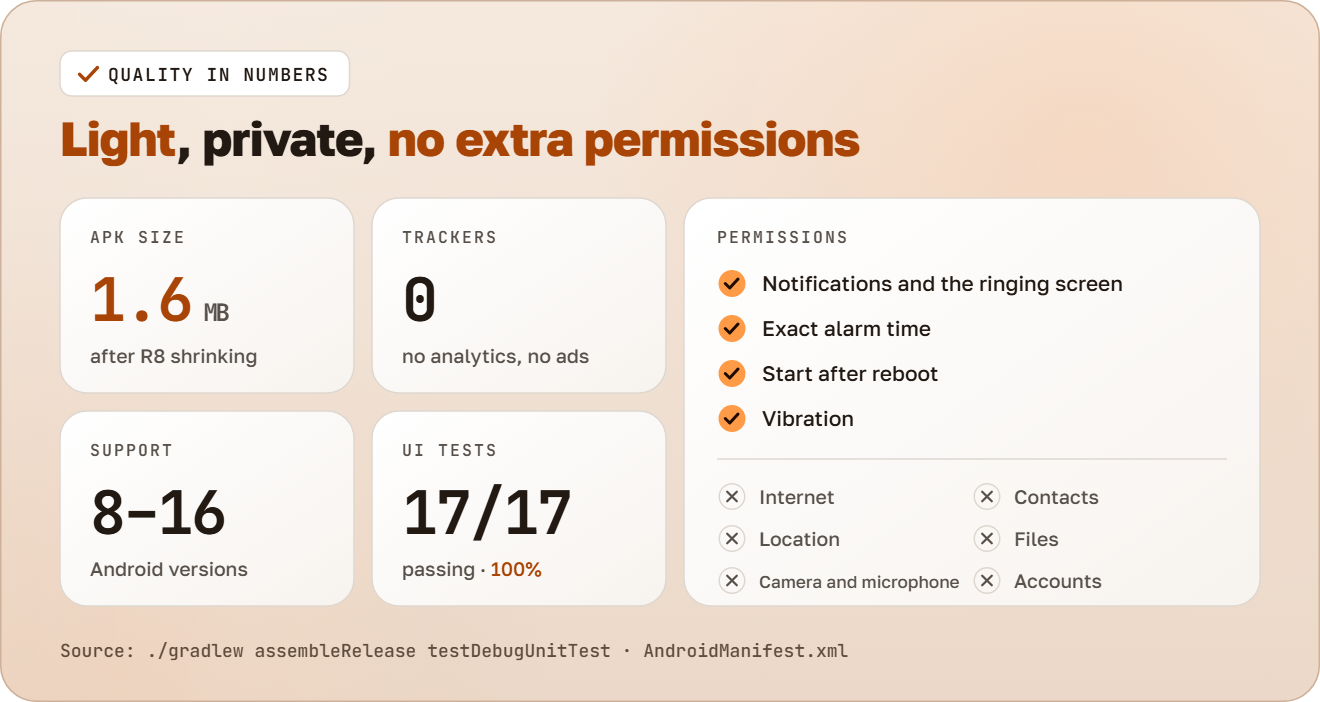 QUALITY IN NUMBERS
Light, private, no extra permissions
APK SIZE
1.6 MB
after R8 shrinking
TRACKERS
0
no analytics, no ads
SUPPORT
8–16
Android versions
UI TESTS
17/17
passing · 100%
PERMISSIONS
Notifications and the ringing screen
Exact alarm time
Start after reboot
Vibration
Internet
Contacts
Location
Files
Camera and microphone
Accounts
Source: ./gradlew assembleRelease testDebugUnitTest · AndroidManifest.xml